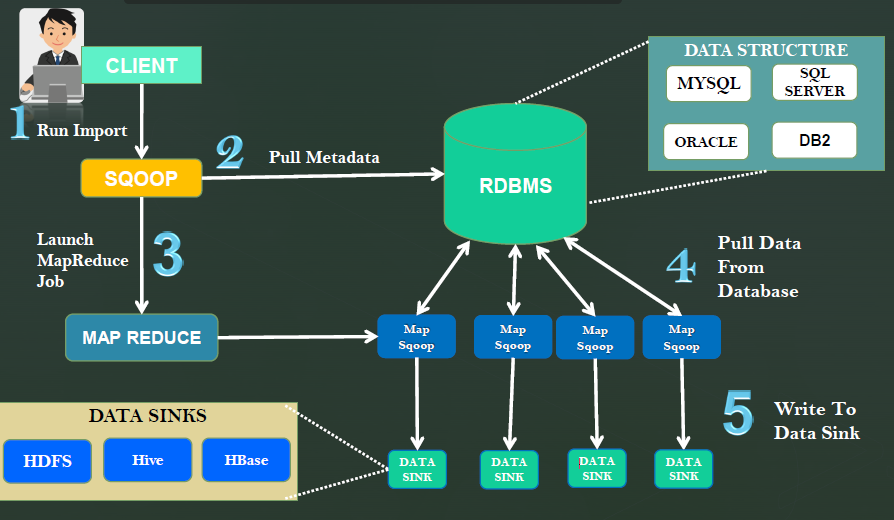 CLIENT
1
Run Import
SQOOP
2
Pull Metadata
RDBMS
DATA STRUCTURE
MYSQL
SQL
SERVER
ORACLE
DB2
Launch
MapReduce
Job
3
4
Pull Data
From
Database
MAP REDUCE
Map
Sqoop
Map
Sqoop
Map
Sqoop
Map
Sqoop
5
Write To
Data Sink
DATA SINKS
HDFS
Hive
HBase
DATA
SINK
DATA
SINK
DATA
SINK
DATA
SINK